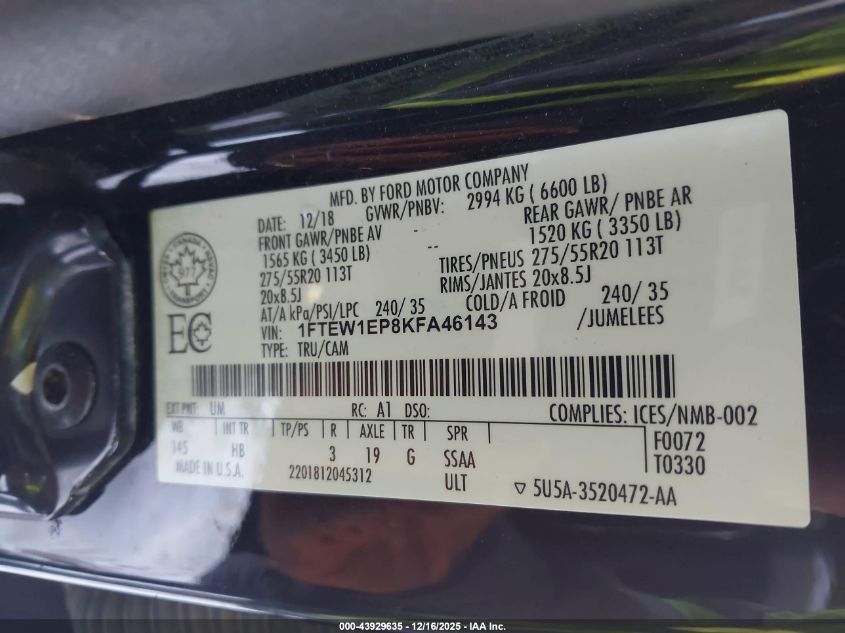 MFD. BY FORD MOTOR COMPANY
DATE: 12/18 GVWR/PNBV: 2994 KG ( 6600 LB)
FRONT GAWR/PNBE AV - REAR GAWR/ PNBE AR
1565 KG ( 3450 LB) -- 1520 KG ( 3350 LB)
275/55R20 113T TIRES/PNEUS 275/55R20 113T
20x8.5J RIMS/JANTES 20x8.5J
AT/A kPa/PSI/LPC 240/ 35 COLD/A FROID 240/ 35
VIN: 1FTEW1EP8KFA46143 /JUMELEES
TYPE: TRU/CAM
CANADA
977
TRANSPORT
EC
EXT PNT: UM RC: A1 DSO: COMPLIES: ICES/NMB-002
WB INT TR TP/PS R AXLE TR SPR F0072
145 HB 3 19 G SSAA T0330
MADE IN U.S.A. 2201812045312 ULT ▽ 5U5A-3520472-AA
000-43929635 - 12/16/2025 - IAA Inc.